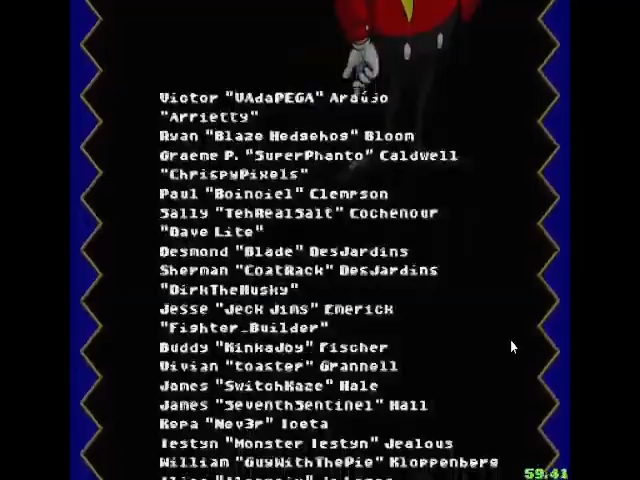 Victor "VAdaPEGA" Araujo
"Arrietty"
Ryan "Blaze Hedgehog" Bloom
Graeme P. "SuperPhanto" Caldwell
"ChrispyPixels"
Paul "Boinciel" Clempson
Sally "TehRealSalt" Cochenour
"Dave Lite"
Desmond "Blade" DesJardins
Sherman "CoatRack" DesJardins
"DirkTheHusky"
Jesse "Jeck Jims" Emerick
"Fighter_Builder"
Buddy "KinkaJoy" Fischer
Vivian "toaster" Grannell
James "SwitchKaze" Hale
James "SeventhSentinel" Hall
Kepa "Nev3r" Iceta
Iestyn "Monster Iestyn" Jealous
William "GuyWithThePie" Kloppenberg
59.41